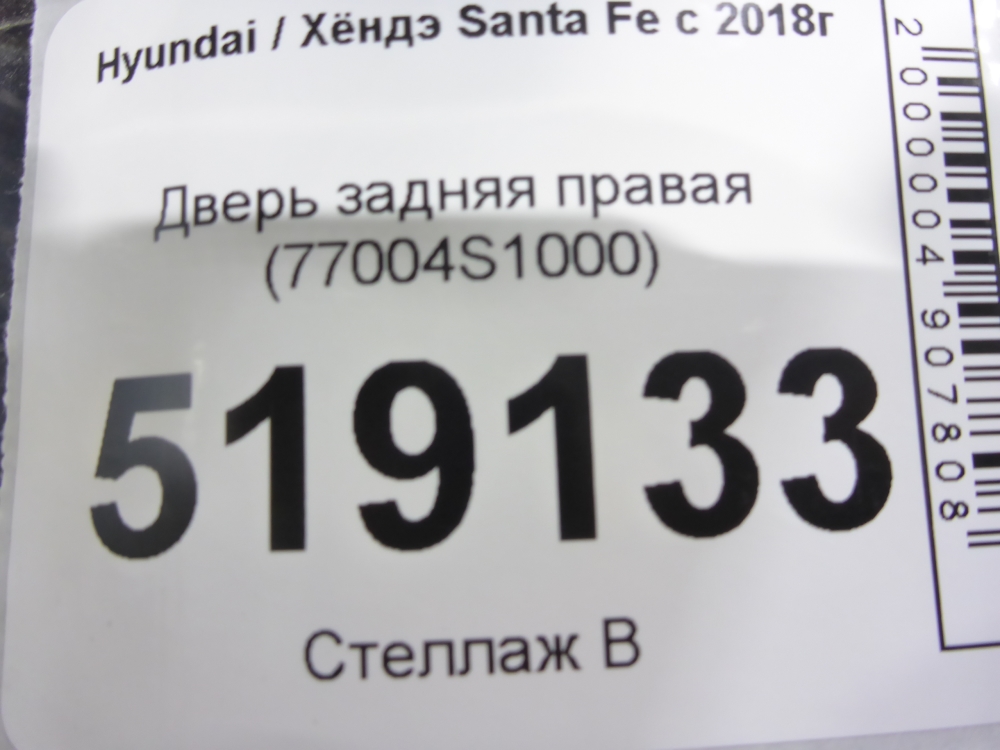 Hyundai / Хёндэ Santa Fe с 2018г
Дверь задняя правая
(77004S1000)
519133
Стеллаж В
2000004907808